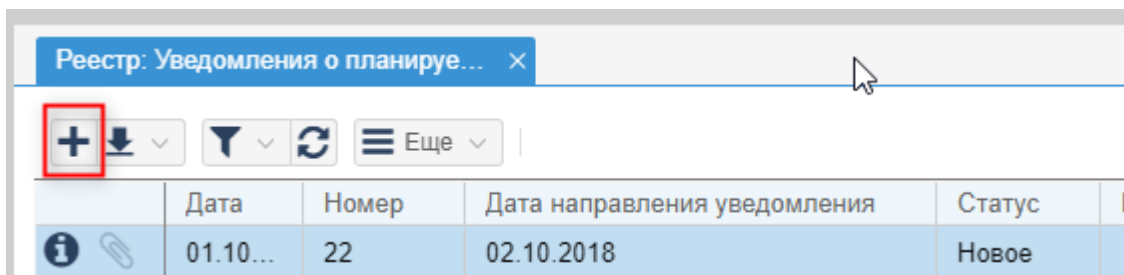 Реестр: Уведомления о планируе...
Еще
Дата Номер Дата направления уведомления Статус
01.10... 22 02.10.2018 Новое